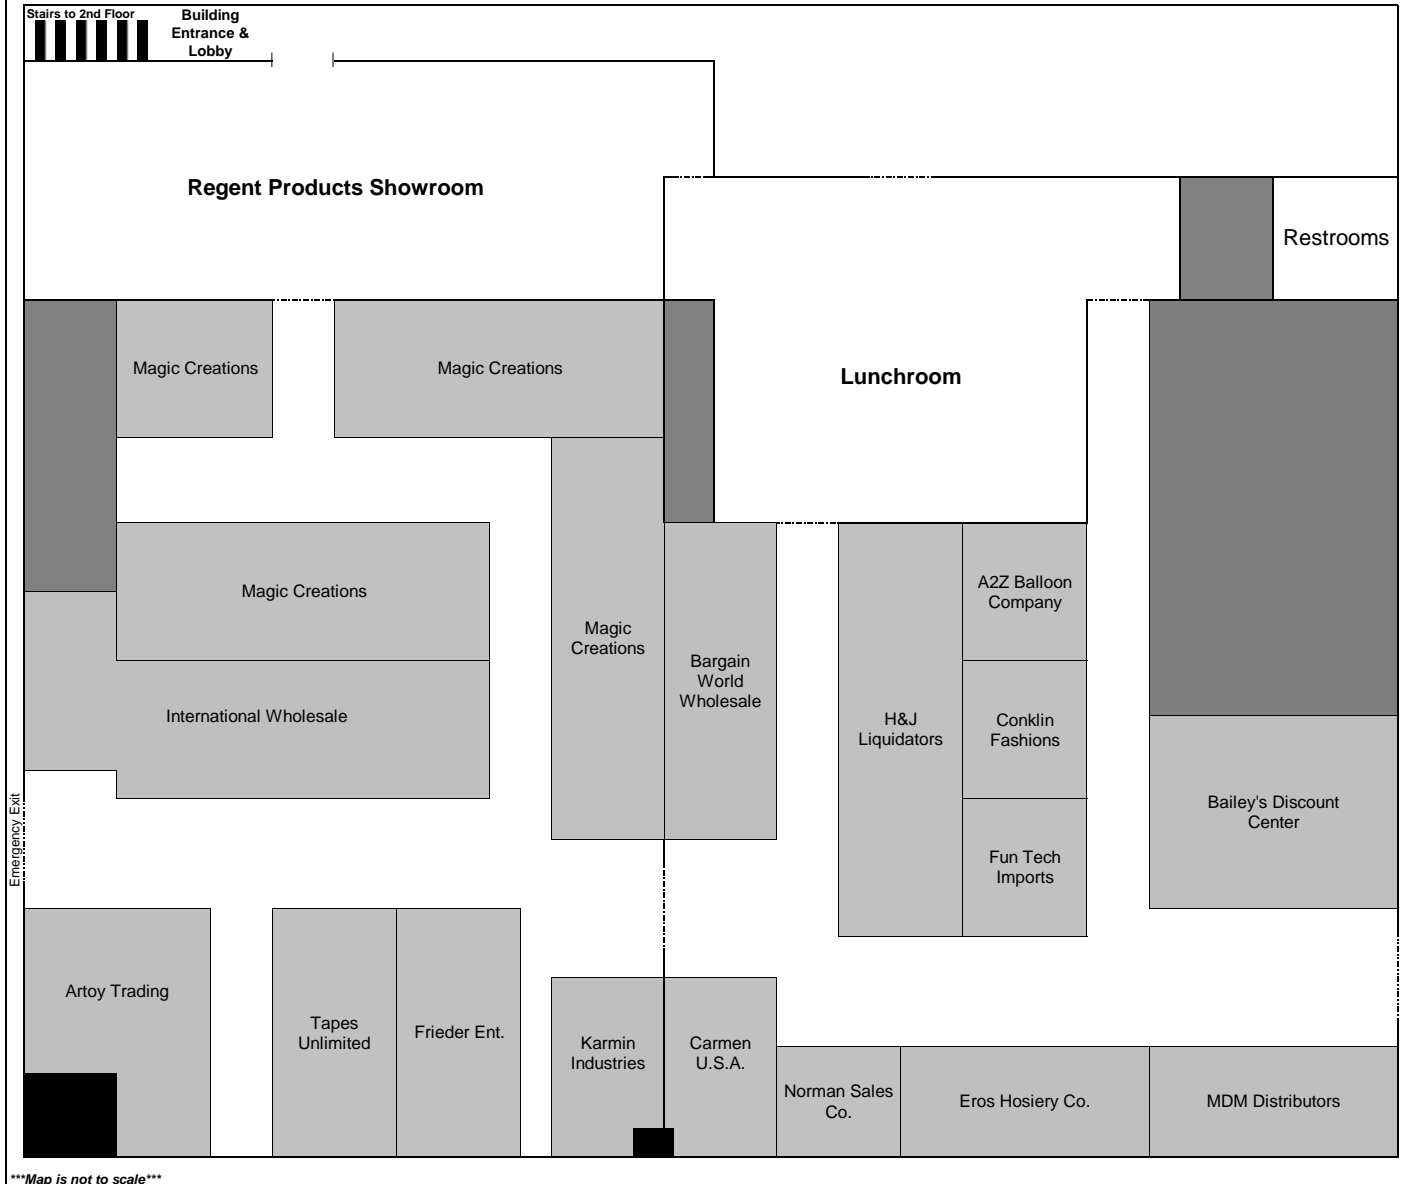 Stairs to 2nd Floor
Building
Entrance &
Lobby
Regent Products Showroom
Restrooms
Magic Creations
Magic Creations
Lunchroom
Magic Creations
A2Z Balloon
Company
Magic
Creations
Bargain
World
Wholesale
International Wholesale
H&J
Liquidators
Conklin
Fashions
Bailey's Discount
Center
Emergency Exit
Fun Tech
Imports
Artoy Trading
Tapes
Unlimited
Frieder Ent.
Karmin
Industries
Carmen
U.S.A.
Norman Sales
Co.
Eros Hosiery Co.
MDM Distributors
***Map is not to scale***